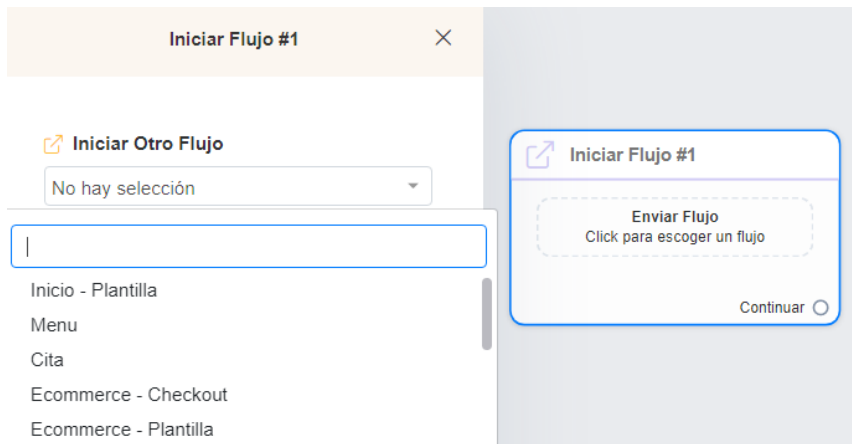 Iniciar Flujo #1
Iniciar Otro Flujo
No hay selección
Inicio - Plantilla
Menu
Cita
Ecommerce - Checkout
Ecommerce - Plantilla
Iniciar Flujo #1
Enviar Flujo
Click para escoger un flujo
Continuar